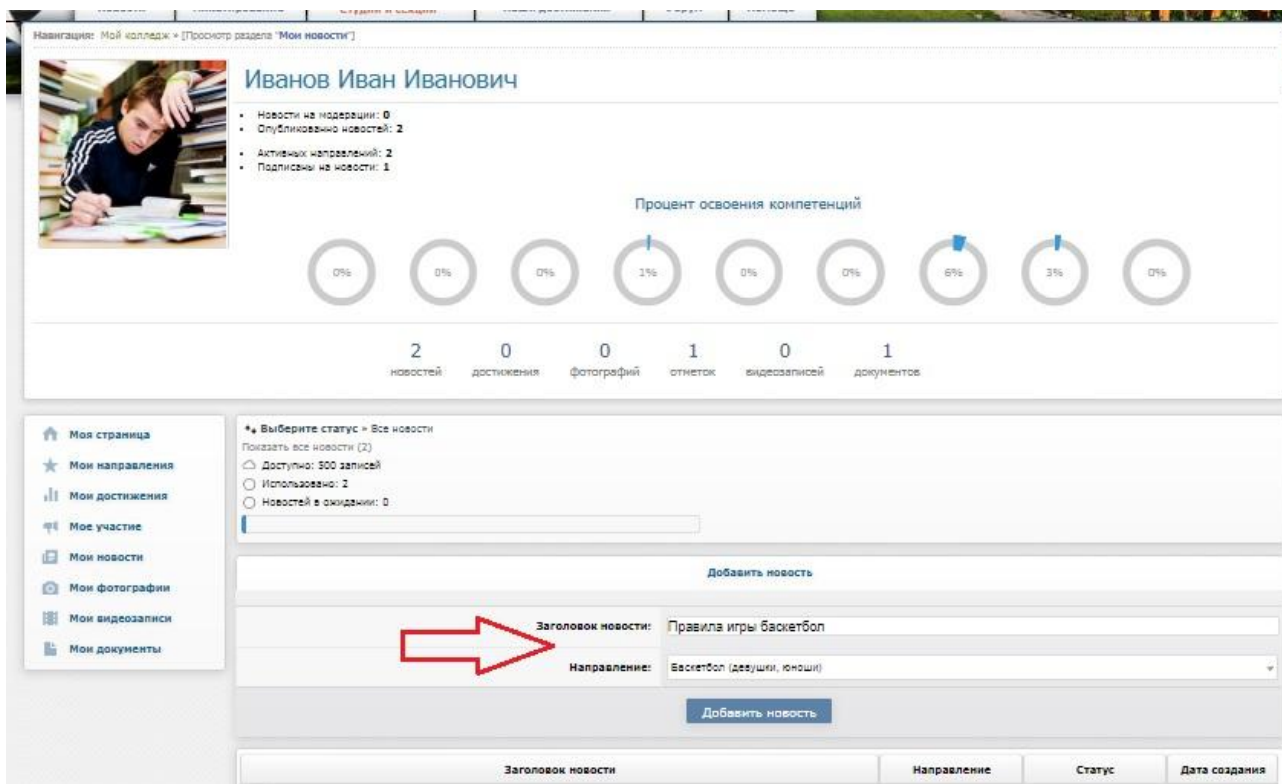 Навигация: Мой колледж » [Просмотр раздела "Мои новости"]
Иванов Иван Иванович
Новости на модерации: 0
Опубликованно новостей: 2
Активных направлений: 2
Подписаны на новости: 1
Процент освоения компетенций
0% 0% 0% 1% 0% 0% 6% 3% 0%
2 0 0 1 0 1
новостей достижения фотографий отметок видеозаписей документов
Моя страница
Мои направления
Мои достижения
Мое участие
Мои новости
Мои фотографии
Мои видеозаписи
Мои документы
Выберите статус » Все новости
Показать все новости (2)
Доступно: 500 записей
Использовано: 2
Новостей в ожидании: 0
Добавить новость
Заголовок новости: Правила игры баскетбол
Направление: Баскетбол (девушки, юноши)
Добавить новость
Заголовок новости Направление Статус Дата создания